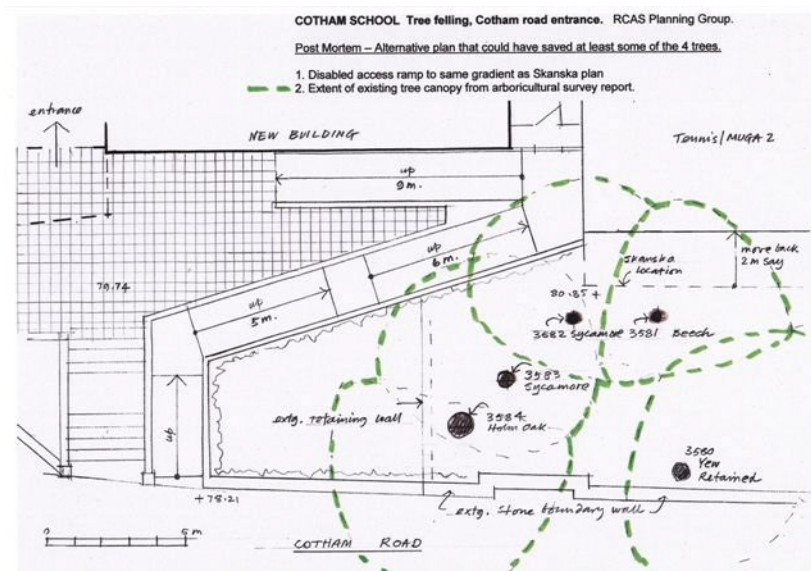 COTHAM SCHOOL Tree felling, Cotham road entrance. RCAS Planning Group.
Post Mortem – Alternative plan that could have saved at least some of the 4 trees.
1. Disabled access ramp to same gradient as Skanska plan
2. Extent of existing tree canopy from arboricultural survey report.
entrance
NEW BUILDING
Tennis/MUGA 2
up
9m.
up
6m.
up
5m.
up
move back
2m say
Skanska
location
79.74
80.85 +
3682 Sycamore
3581 Beech
3583
Sycamore
3584
Holm Oak
extg. retaining wall
3580
Yew
Retained
+78.21
extg. stone boundary wall
0
5m
COTHAM ROAD